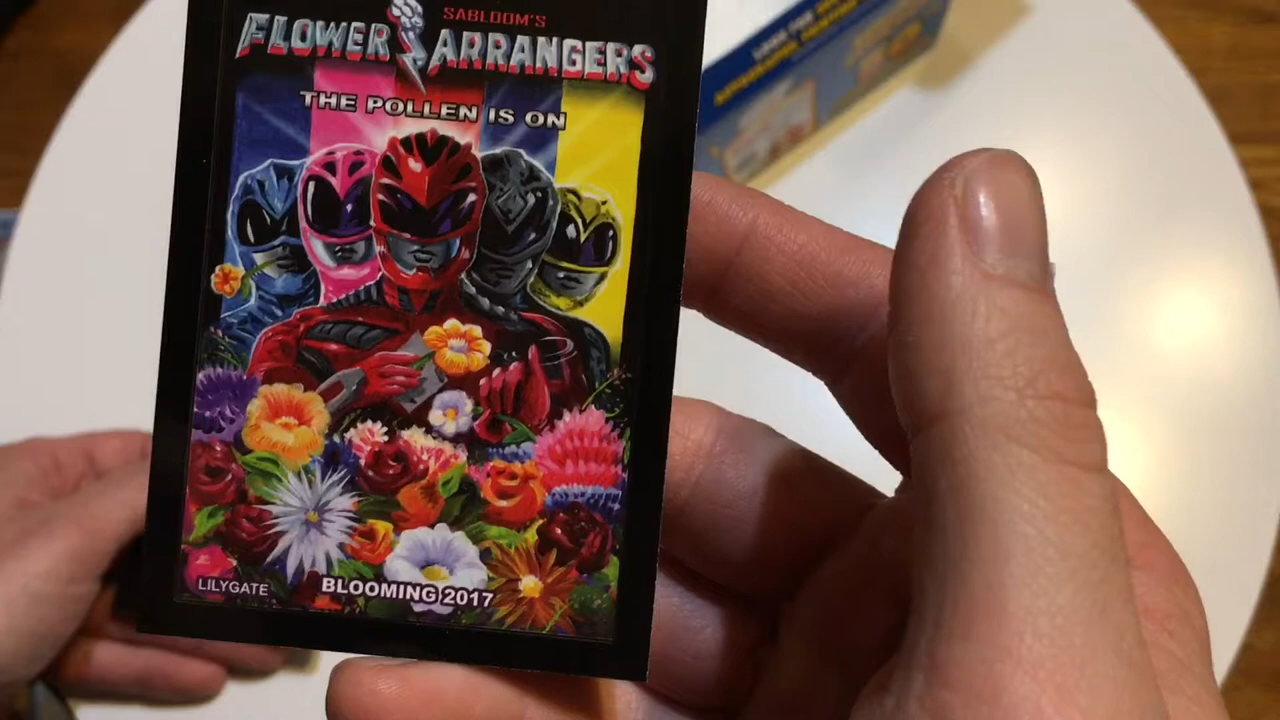 SABLOOM'S
FLOWER ARRANGERS
THE POLLEN IS ON
LILYGATE
BLOOMING 2017